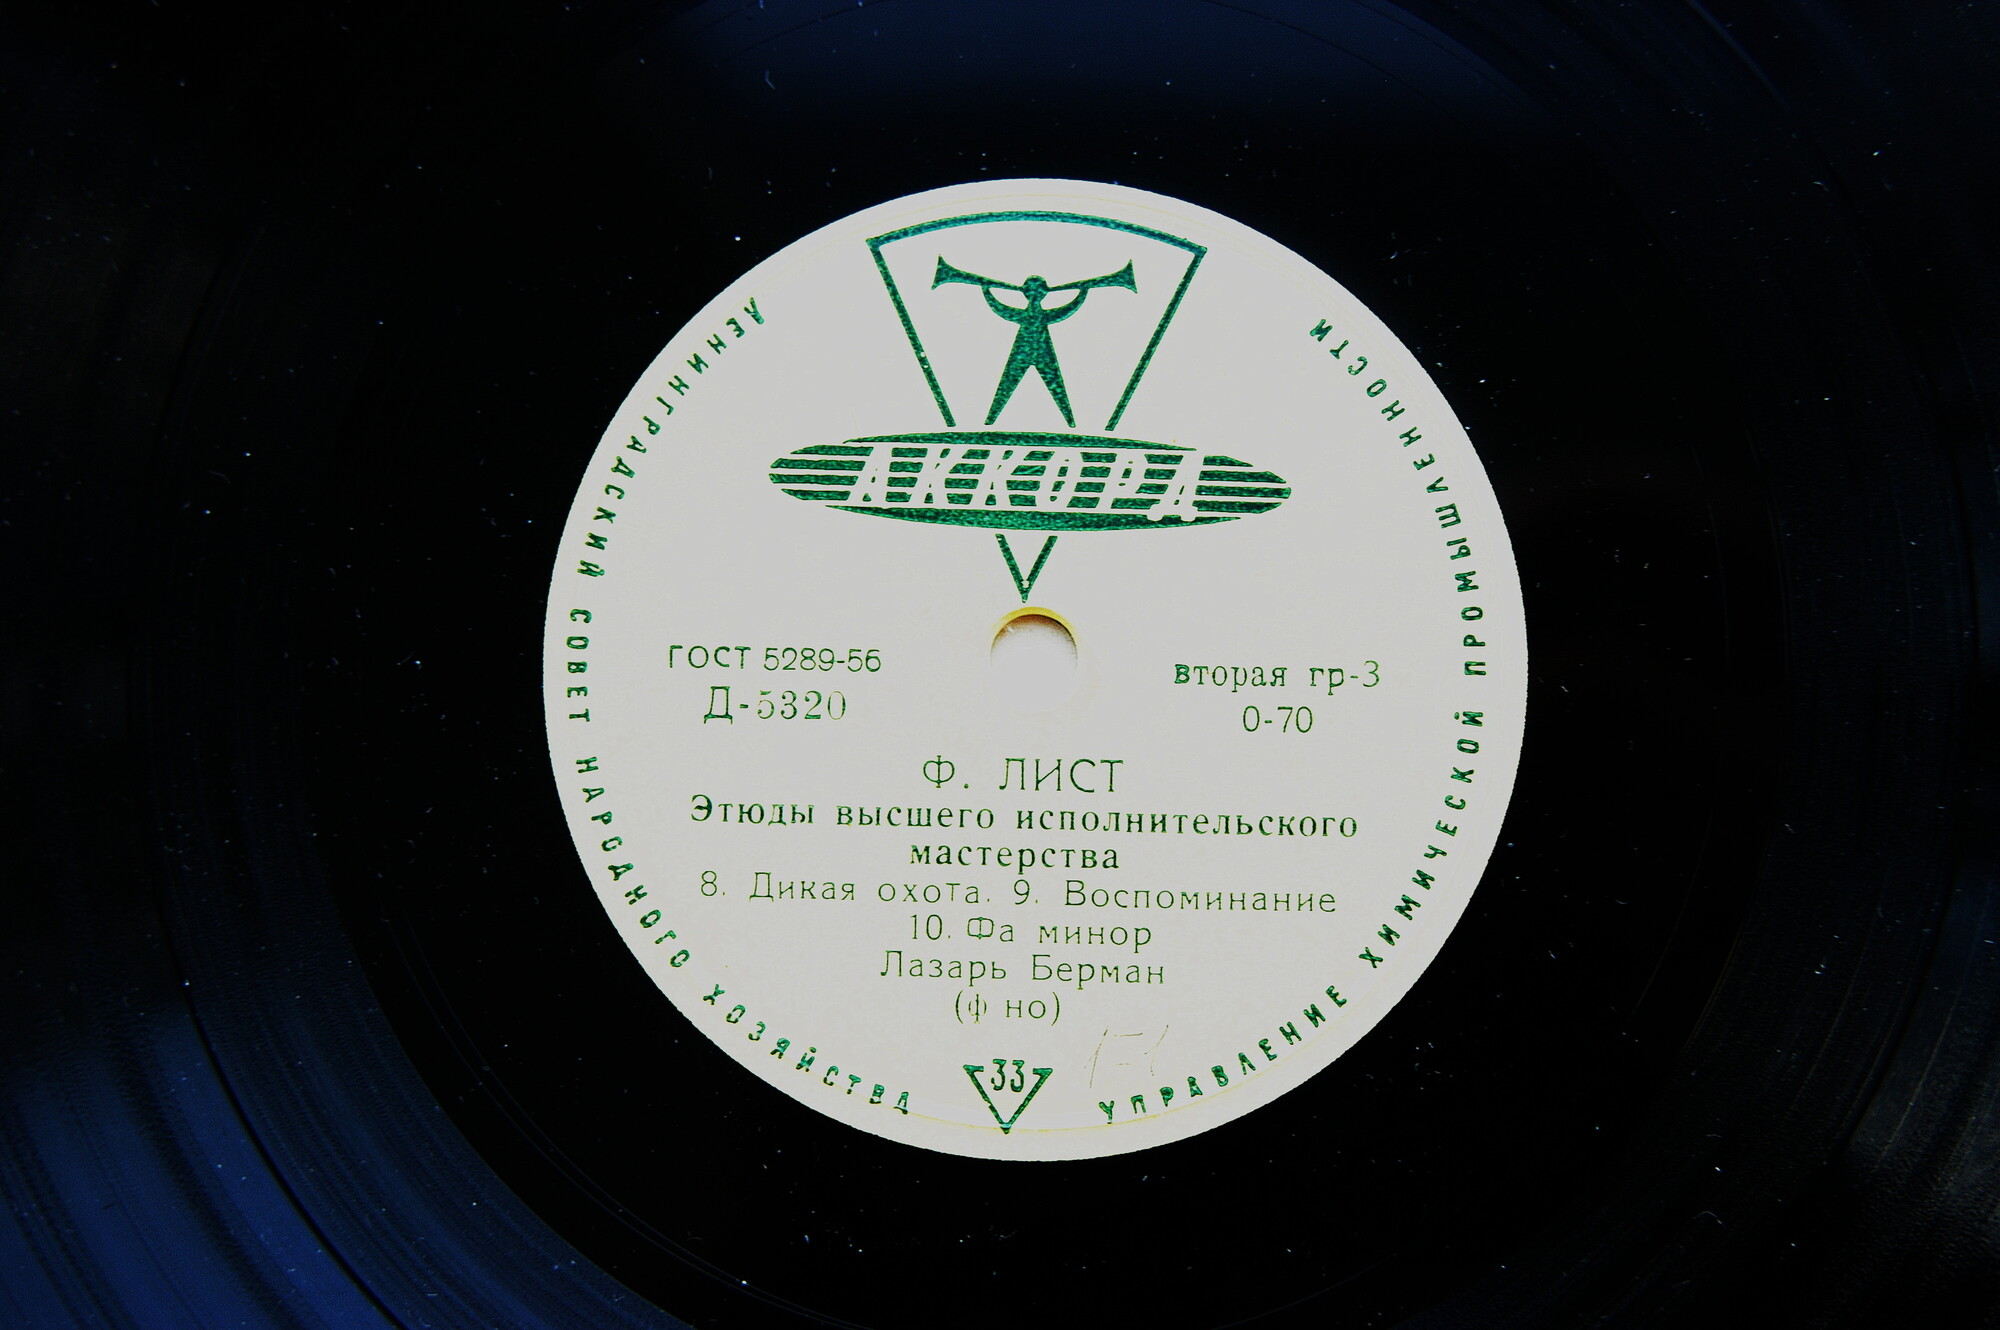 АККОРД
ЛЕНИНГРАДСКИЙ СОВЕТ НАРОДНОГО ХОЗЯЙСТВА
УПРАВЛЕНИЕ ХИМИЧЕСКОЙ ПРОМЫШЛЕННОСТИ
ГОСТ 5289-56
Д-5320
вторая гр-3
0-70
Ф. ЛИСТ
Этюды высшего исполнительского
мастерства
8. Дикая охота. 9. Воспоминание
10. Фа минор
Лазарь Берман
(ф но)
33